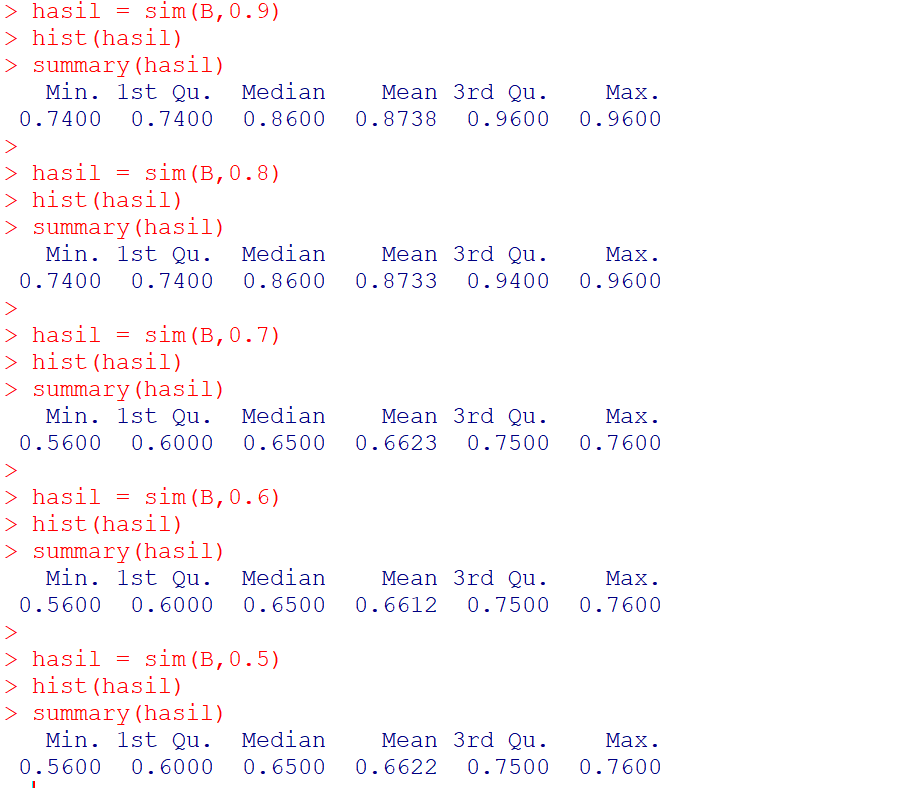 > hasil = sim(B,0.9)
> hist(hasil)
> summary(hasil)
   Min. 1st Qu.  Median    Mean 3rd Qu.    Max.
 0.7400  0.7400  0.8600  0.8738  0.9600  0.9600
>
> hasil = sim(B,0.8)
> hist(hasil)
> summary(hasil)
   Min. 1st Qu.  Median    Mean 3rd Qu.    Max.
 0.7400  0.7400  0.8600  0.8733  0.9400  0.9600
>
> hasil = sim(B,0.7)
> hist(hasil)
> summary(hasil)
   Min. 1st Qu.  Median    Mean 3rd Qu.    Max.
 0.5600  0.6000  0.6500  0.6623  0.7500  0.7600
>
> hasil = sim(B,0.6)
> hist(hasil)
> summary(hasil)
   Min. 1st Qu.  Median    Mean 3rd Qu.    Max.
 0.5600  0.6000  0.6500  0.6612  0.7500  0.7600
>
> hasil = sim(B,0.5)
> hist(hasil)
> summary(hasil)
   Min. 1st Qu.  Median    Mean 3rd Qu.    Max.
 0.5600  0.6000  0.6500  0.6622  0.7500  0.7600